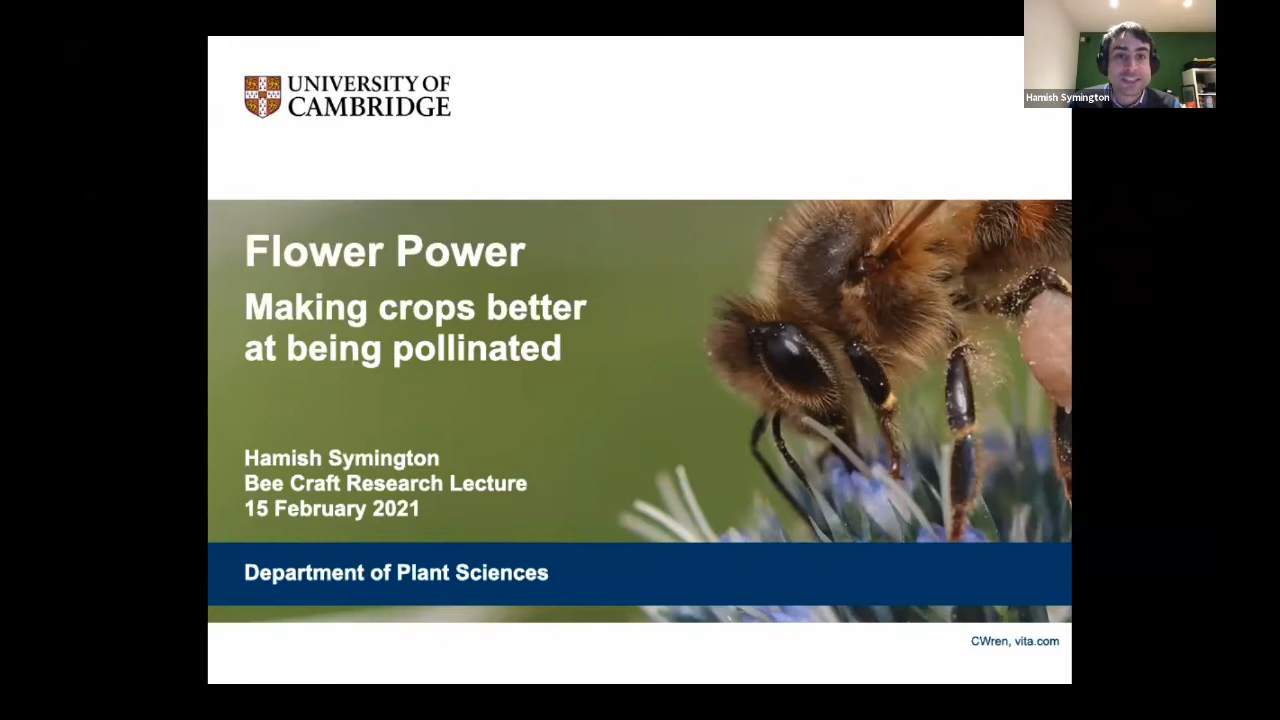 UNIVERSITY OF
CAMBRIDGE
Hamish Symington
Flower Power
Making crops better
at being pollinated
Hamish Symington
Bee Craft Research Lecture
15 February 2021
Department of Plant Sciences
CWren, vita.com